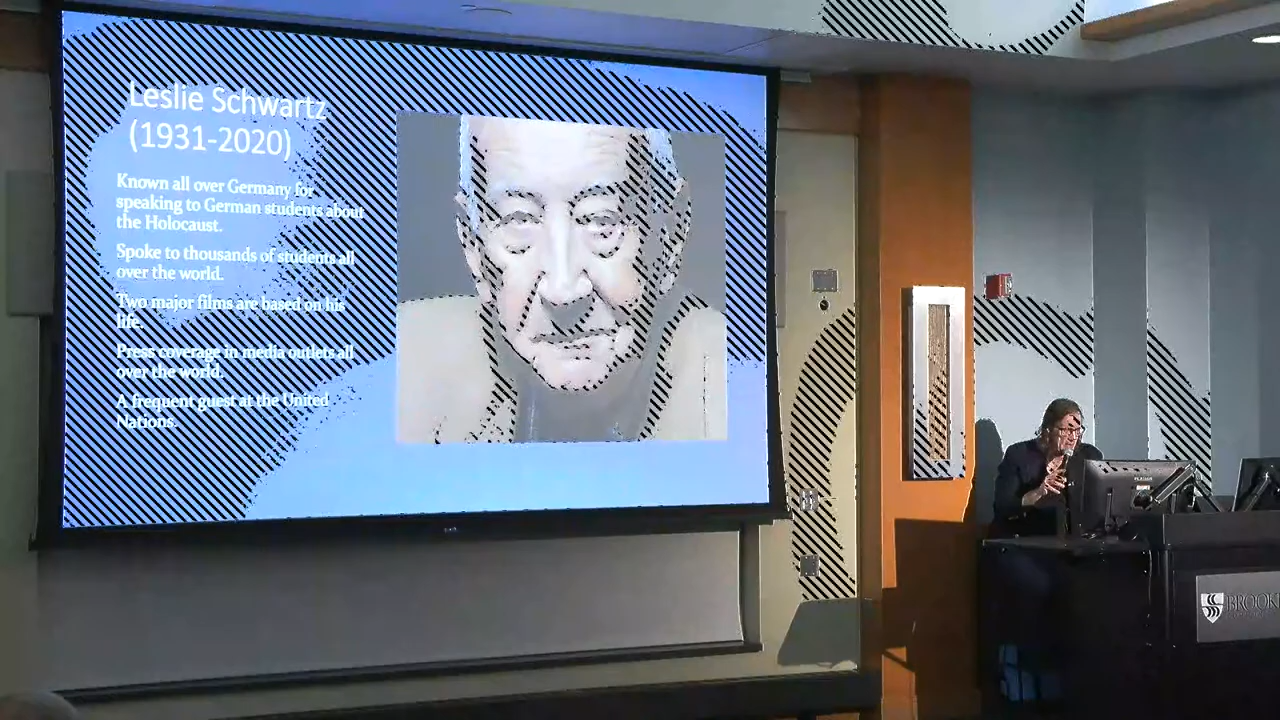 Leslie Schwartz
(1931-2020)
Known all over Germany for
speaking to German students about
the Holocaust.
Spoke to thousands of students all
over the world.
Two major films are based on his
life.
Press coverage in media outlets all
over the world.
A frequent guest at the United
Nations.
BROOK